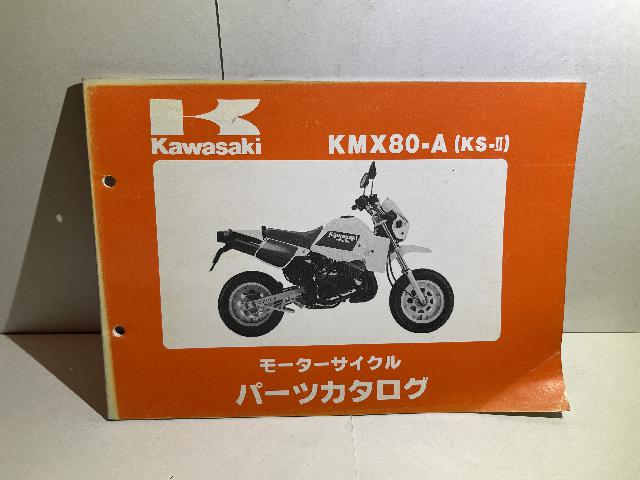 Kawasaki
KMX80-A (KS-II)
Kawasaki
モーターサイクル
パーツカタログ